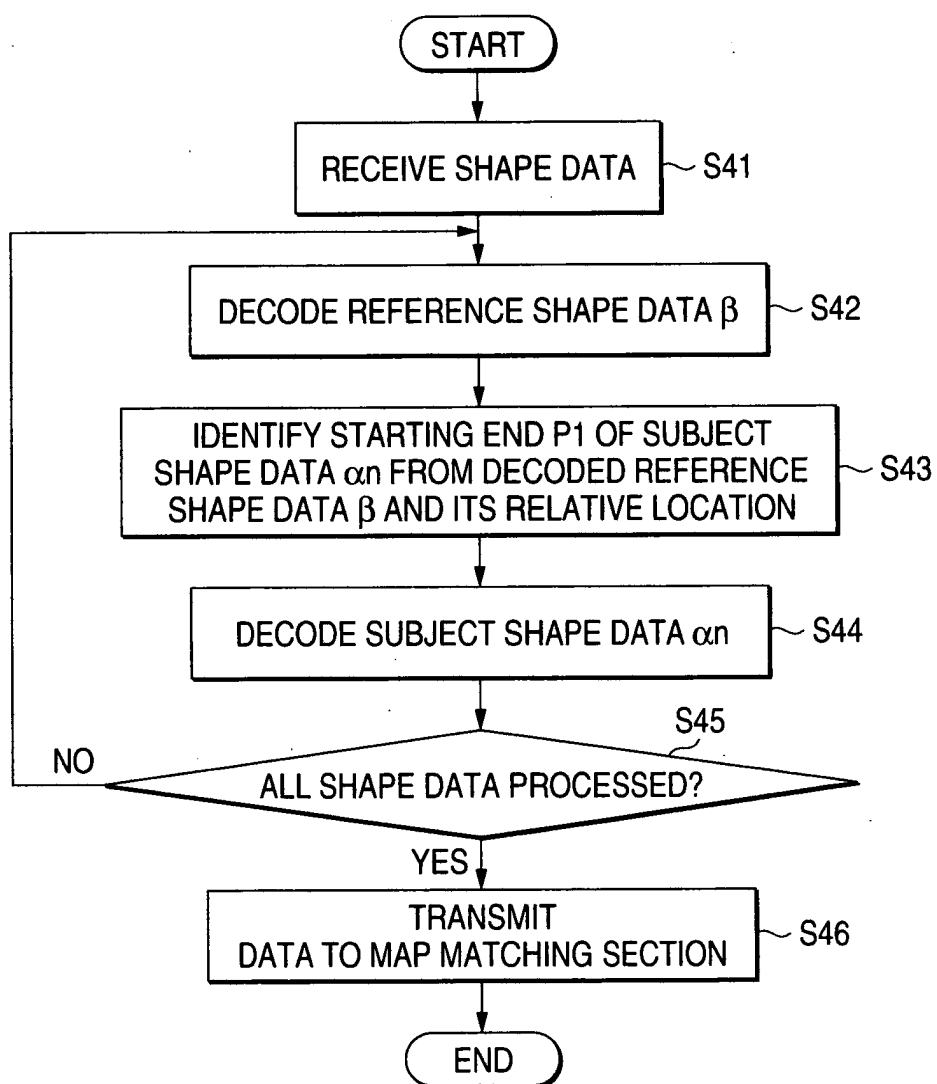 START
RECEIVE SHAPE DATA
S41
DECODE REFERENCE SHAPE DATA β
S42
IDENTIFY STARTING END P1 OF SUBJECT
SHAPE DATA αn FROM DECODED REFERENCE
SHAPE DATA β AND ITS RELATIVE LOCATION
S43
DECODE SUBJECT SHAPE DATA αn
S44
S45
NO
ALL SHAPE DATA PROCESSED?
YES
TRANSMIT
DATA TO MAP MATCHING SECTION
S46
END